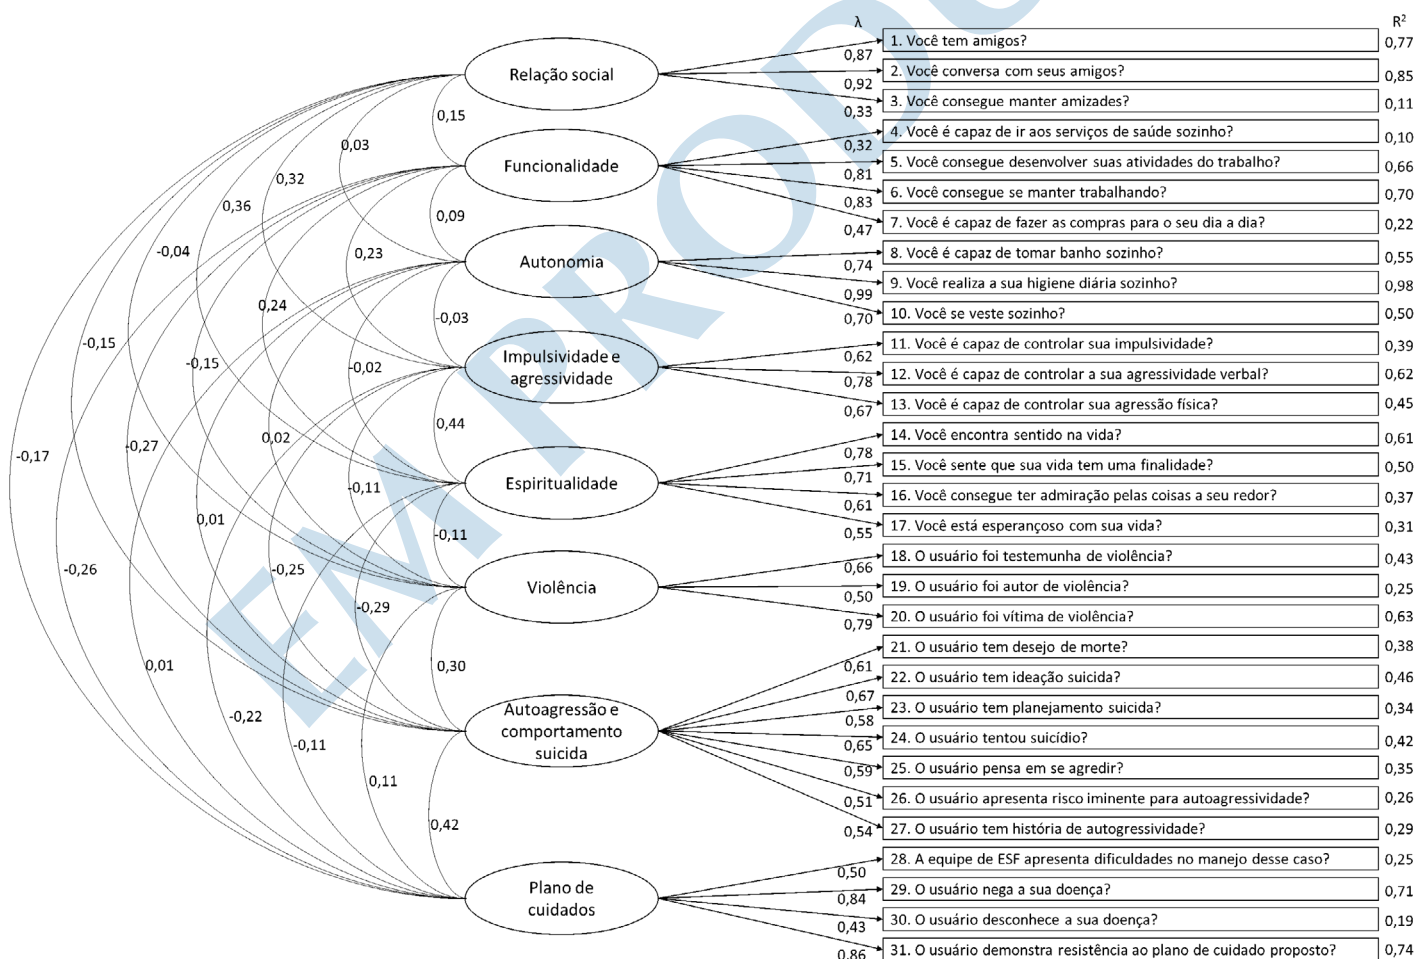 λ
R²
Relação social
Funcionalidade
Autonomia
Impulsividade e
agressividade
Espiritualidade
Violência
Autoagressão e
comportamento
suicida
Plano de
cuidados
0,15
0,03
0,32
0,36
-0,04
-0,15
-0,17
0,09
0,23
0,24
-0,15
-0,27
-0,26
-0,03
-0,02
0,02
0,01
0,01
0,44
-0,11
-0,25
-0,22
-0,11
-0,29
-0,11
0,30
0,11
0,42
0,87 1. Você tem amigos? 0,77
0,92 2. Você conversa com seus amigos? 0,85
0,33 3. Você consegue manter amizades? 0,11
0,32 4. Você é capaz de ir aos serviços de saúde sozinho? 0,10
0,81 5. Você consegue desenvolver suas atividades do trabalho? 0,66
0,83 6. Você consegue se manter trabalhando? 0,70
0,47 7. Você é capaz de fazer as compras para o seu dia a dia? 0,22
0,74 8. Você é capaz de tomar banho sozinho? 0,55
0,99 9. Você realiza a sua higiene diária sozinho? 0,98
0,70 10. Você se veste sozinho? 0,50
0,62 11. Você é capaz de controlar sua impulsividade? 0,39
0,78 12. Você é capaz de controlar a sua agressividade verbal? 0,62
0,67 13. Você é capaz de controlar sua agressão física? 0,45
0,78 14. Você encontra sentido na vida? 0,61
0,71 15. Você sente que sua vida tem uma finalidade? 0,50
0,61 16. Você consegue ter admiração pelas coisas a seu redor? 0,37
0,55 17. Você está esperançoso com sua vida? 0,31
0,66 18. O usuário foi testemunha de violência? 0,43
0,50 19. O usuário foi autor de violência? 0,25
0,79 20. O usuário foi vítima de violência? 0,63
0,61 21. O usuário tem desejo de morte? 0,38
0,67 22. O usuário tem ideação suicida? 0,46
0,58 23. O usuário tem planejamento suicida? 0,34
0,65 24. O usuário tentou suicídio? 0,42
0,59 25. O usuário pensa em se agredir? 0,35
0,51 26. O usuário apresenta risco iminente para autoagressividade? 0,26
0,54 27. O usuário tem história de autogressividade? 0,29
0,50 28. A equipe de ESF apresenta dificuldades no manejo desse caso? 0,25
0,84 29. O usuário nega a sua doença? 0,71
0,43 30. O usuário desconhece a sua doença? 0,19
0,86 31. O usuário demonstra resistência ao plano de cuidado proposto? 0,74